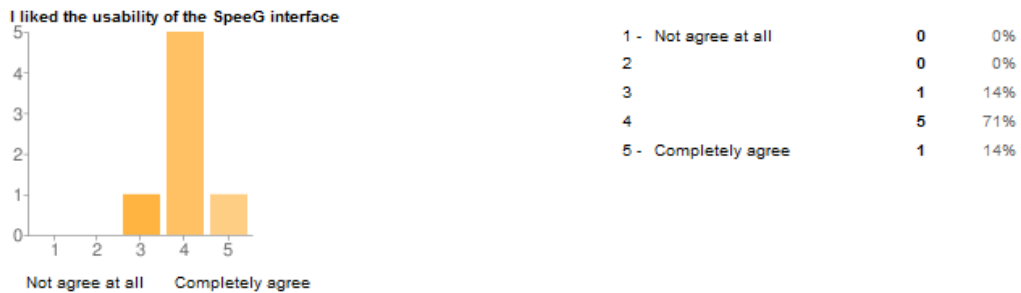 I liked the usability of the SpeeG interface
5
4
3
2
1
0
1 2 3 4 5
Not agree at all Completely agree
1 - Not agree at all 0 0%
2 0 0%
3 1 14%
4 5 71%
5 - Completely agree 1 14%